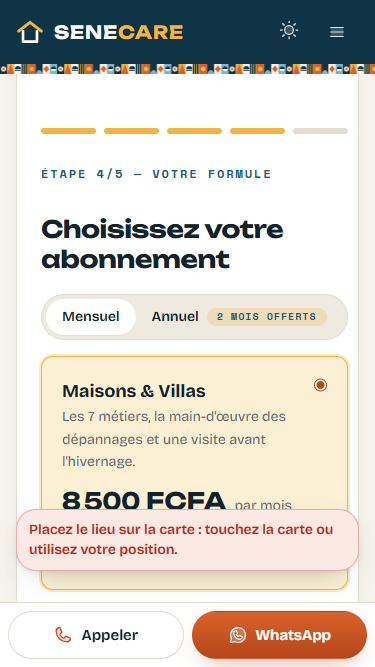 SENECARE
ÉTAPE 4/5 — VOTRE FORMULE
Choisissez votre
abonnement
Mensuel
Annuel
2 MOIS OFFERTS
Maisons & Villas
Les 7 métiers, la main-d'œuvre des
dépannages et une visite avant
l'hivernage.
8 500 FCFA par mois
Placez le lieu sur la carte : touchez la carte ou
utilisez votre position.
Appeler
WhatsApp